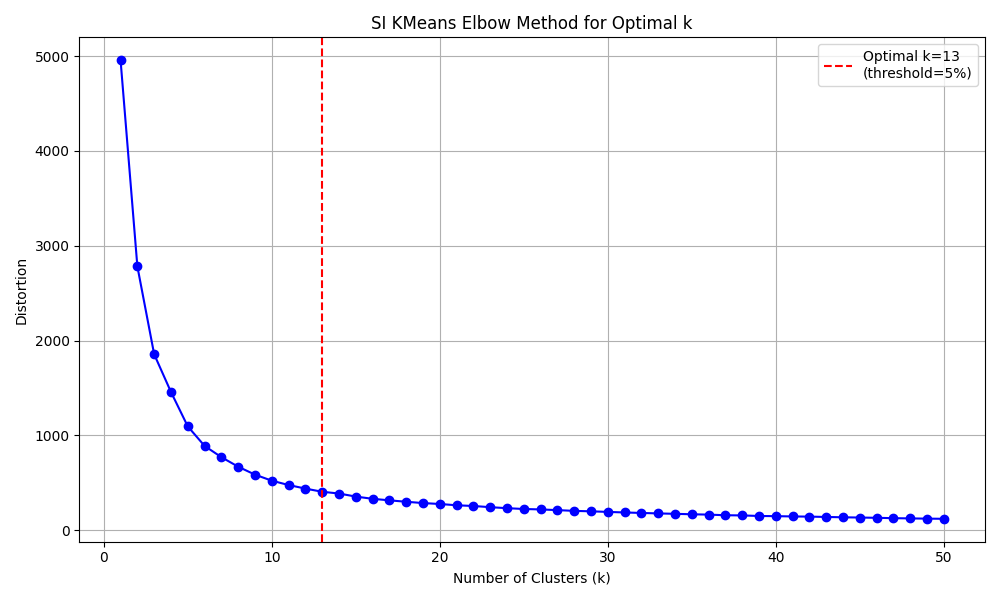 SI KMeans Elbow Method for Optimal k
Optimal k=13
(threshold=5%)
Distortion
5000
4000
3000
2000
1000
0
0 10 20 30 40 50
Number of Clusters (k)